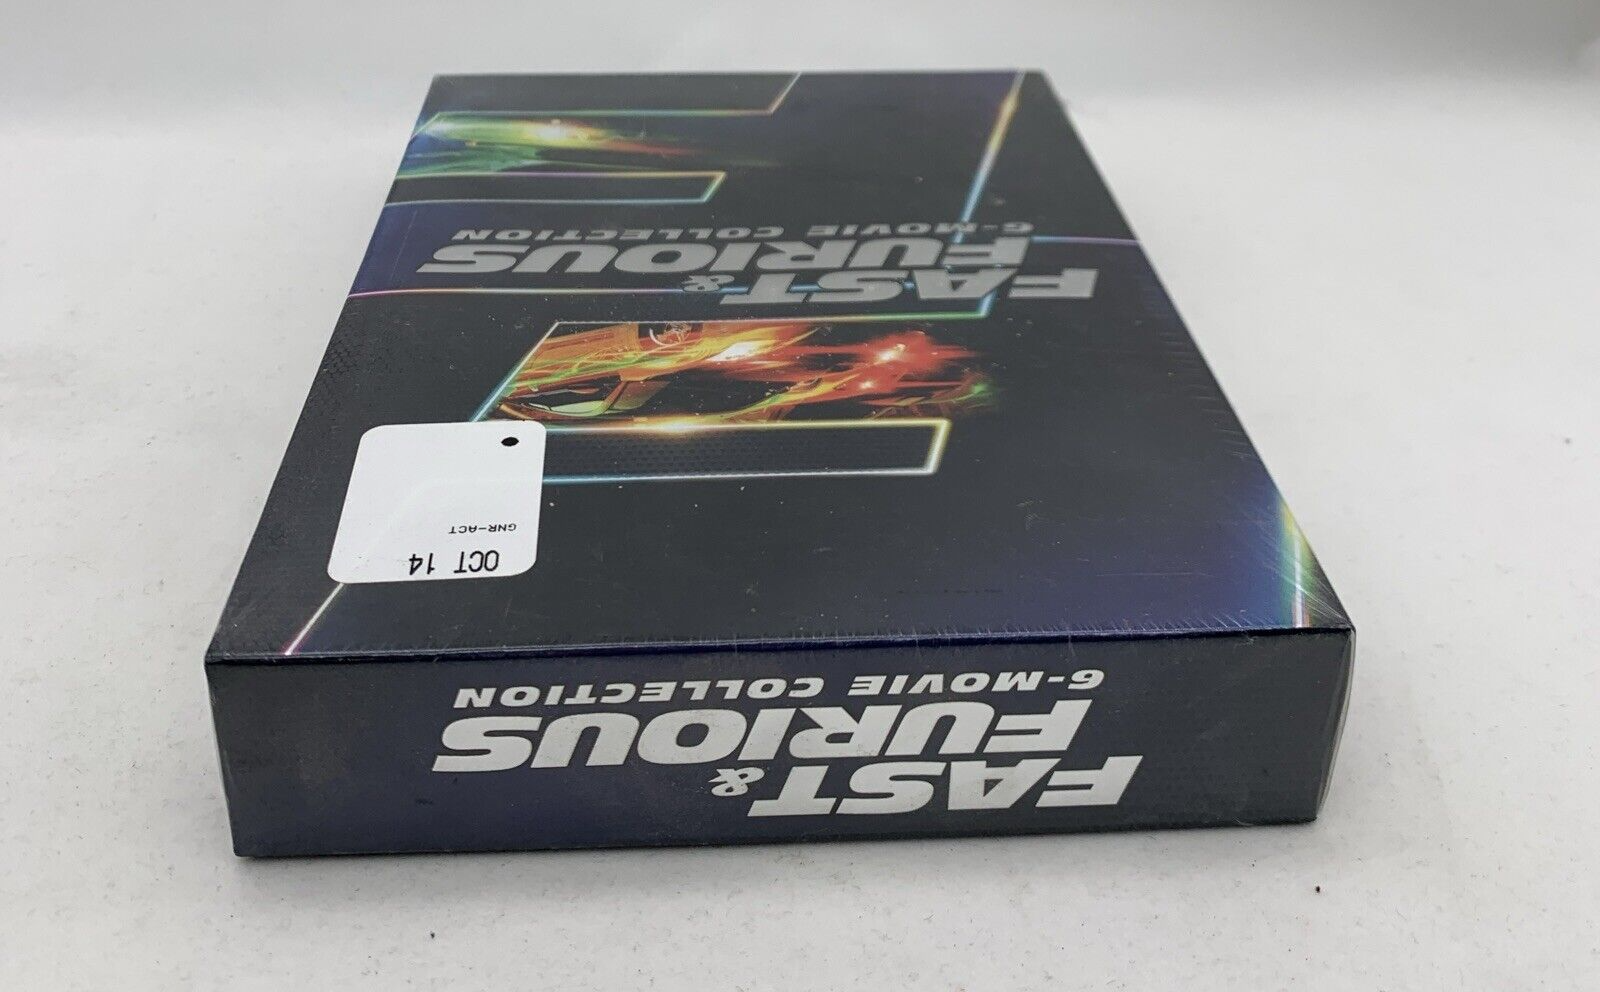 FAST &
FURIOUS
6-MOVIE COLLECTION
OCT 14
GNR-ACT
FAST &
FURIOUS
6-MOVIE COLLECTION